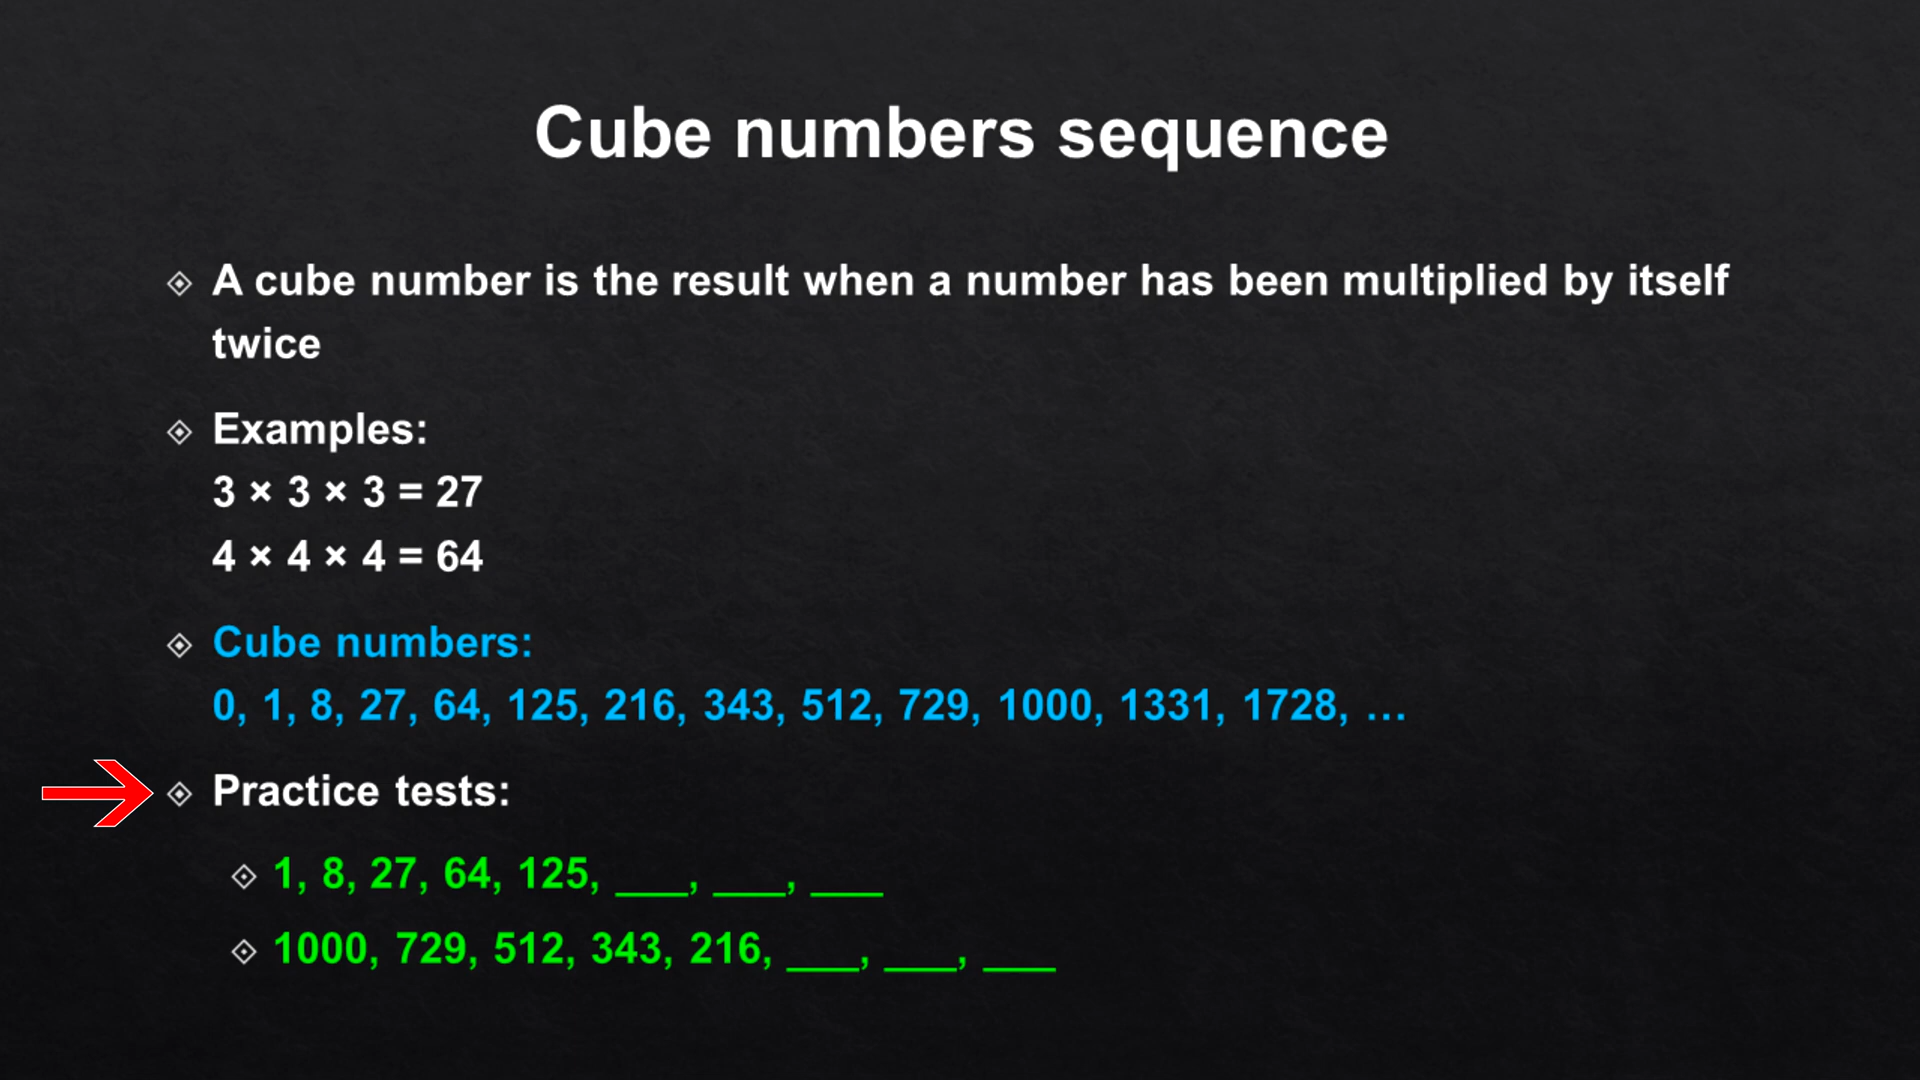 Cube numbers sequence
A cube number is the result when a number has been multiplied by itself
twice
Examples:
3 × 3 × 3 = 27
4 × 4 × 4 = 64
Cube numbers:
0, 1, 8, 27, 64, 125, 216, 343, 512, 729, 1000, 1331, 1728, …
Practice tests:
1, 8, 27, 64, 125, ___, ___, ___
1000, 729, 512, 343, 216, ___, ___, ___